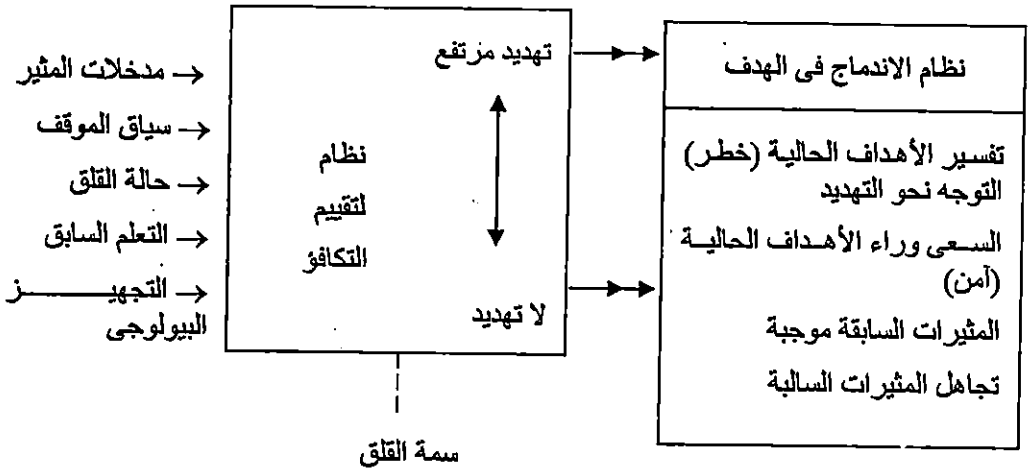 → مدخلات المثير
→ سياق الموقف
→ حالة القلق
→ التعلم السابق
→ التجهيـــــــــز
البيولوجى
تهديد مرتفع
نظام
لتقييم
التكافؤ
لا تهديد
سمة القلق
نظام الاندماج فى الهدف
تفسير الأهداف الحالية (خطر)
التوجه نحو التهديد
السعى وراء الأهداف الحالية
(آمن)
المثيرات السابقة موجبة
تجاهل المثيرات السالبة